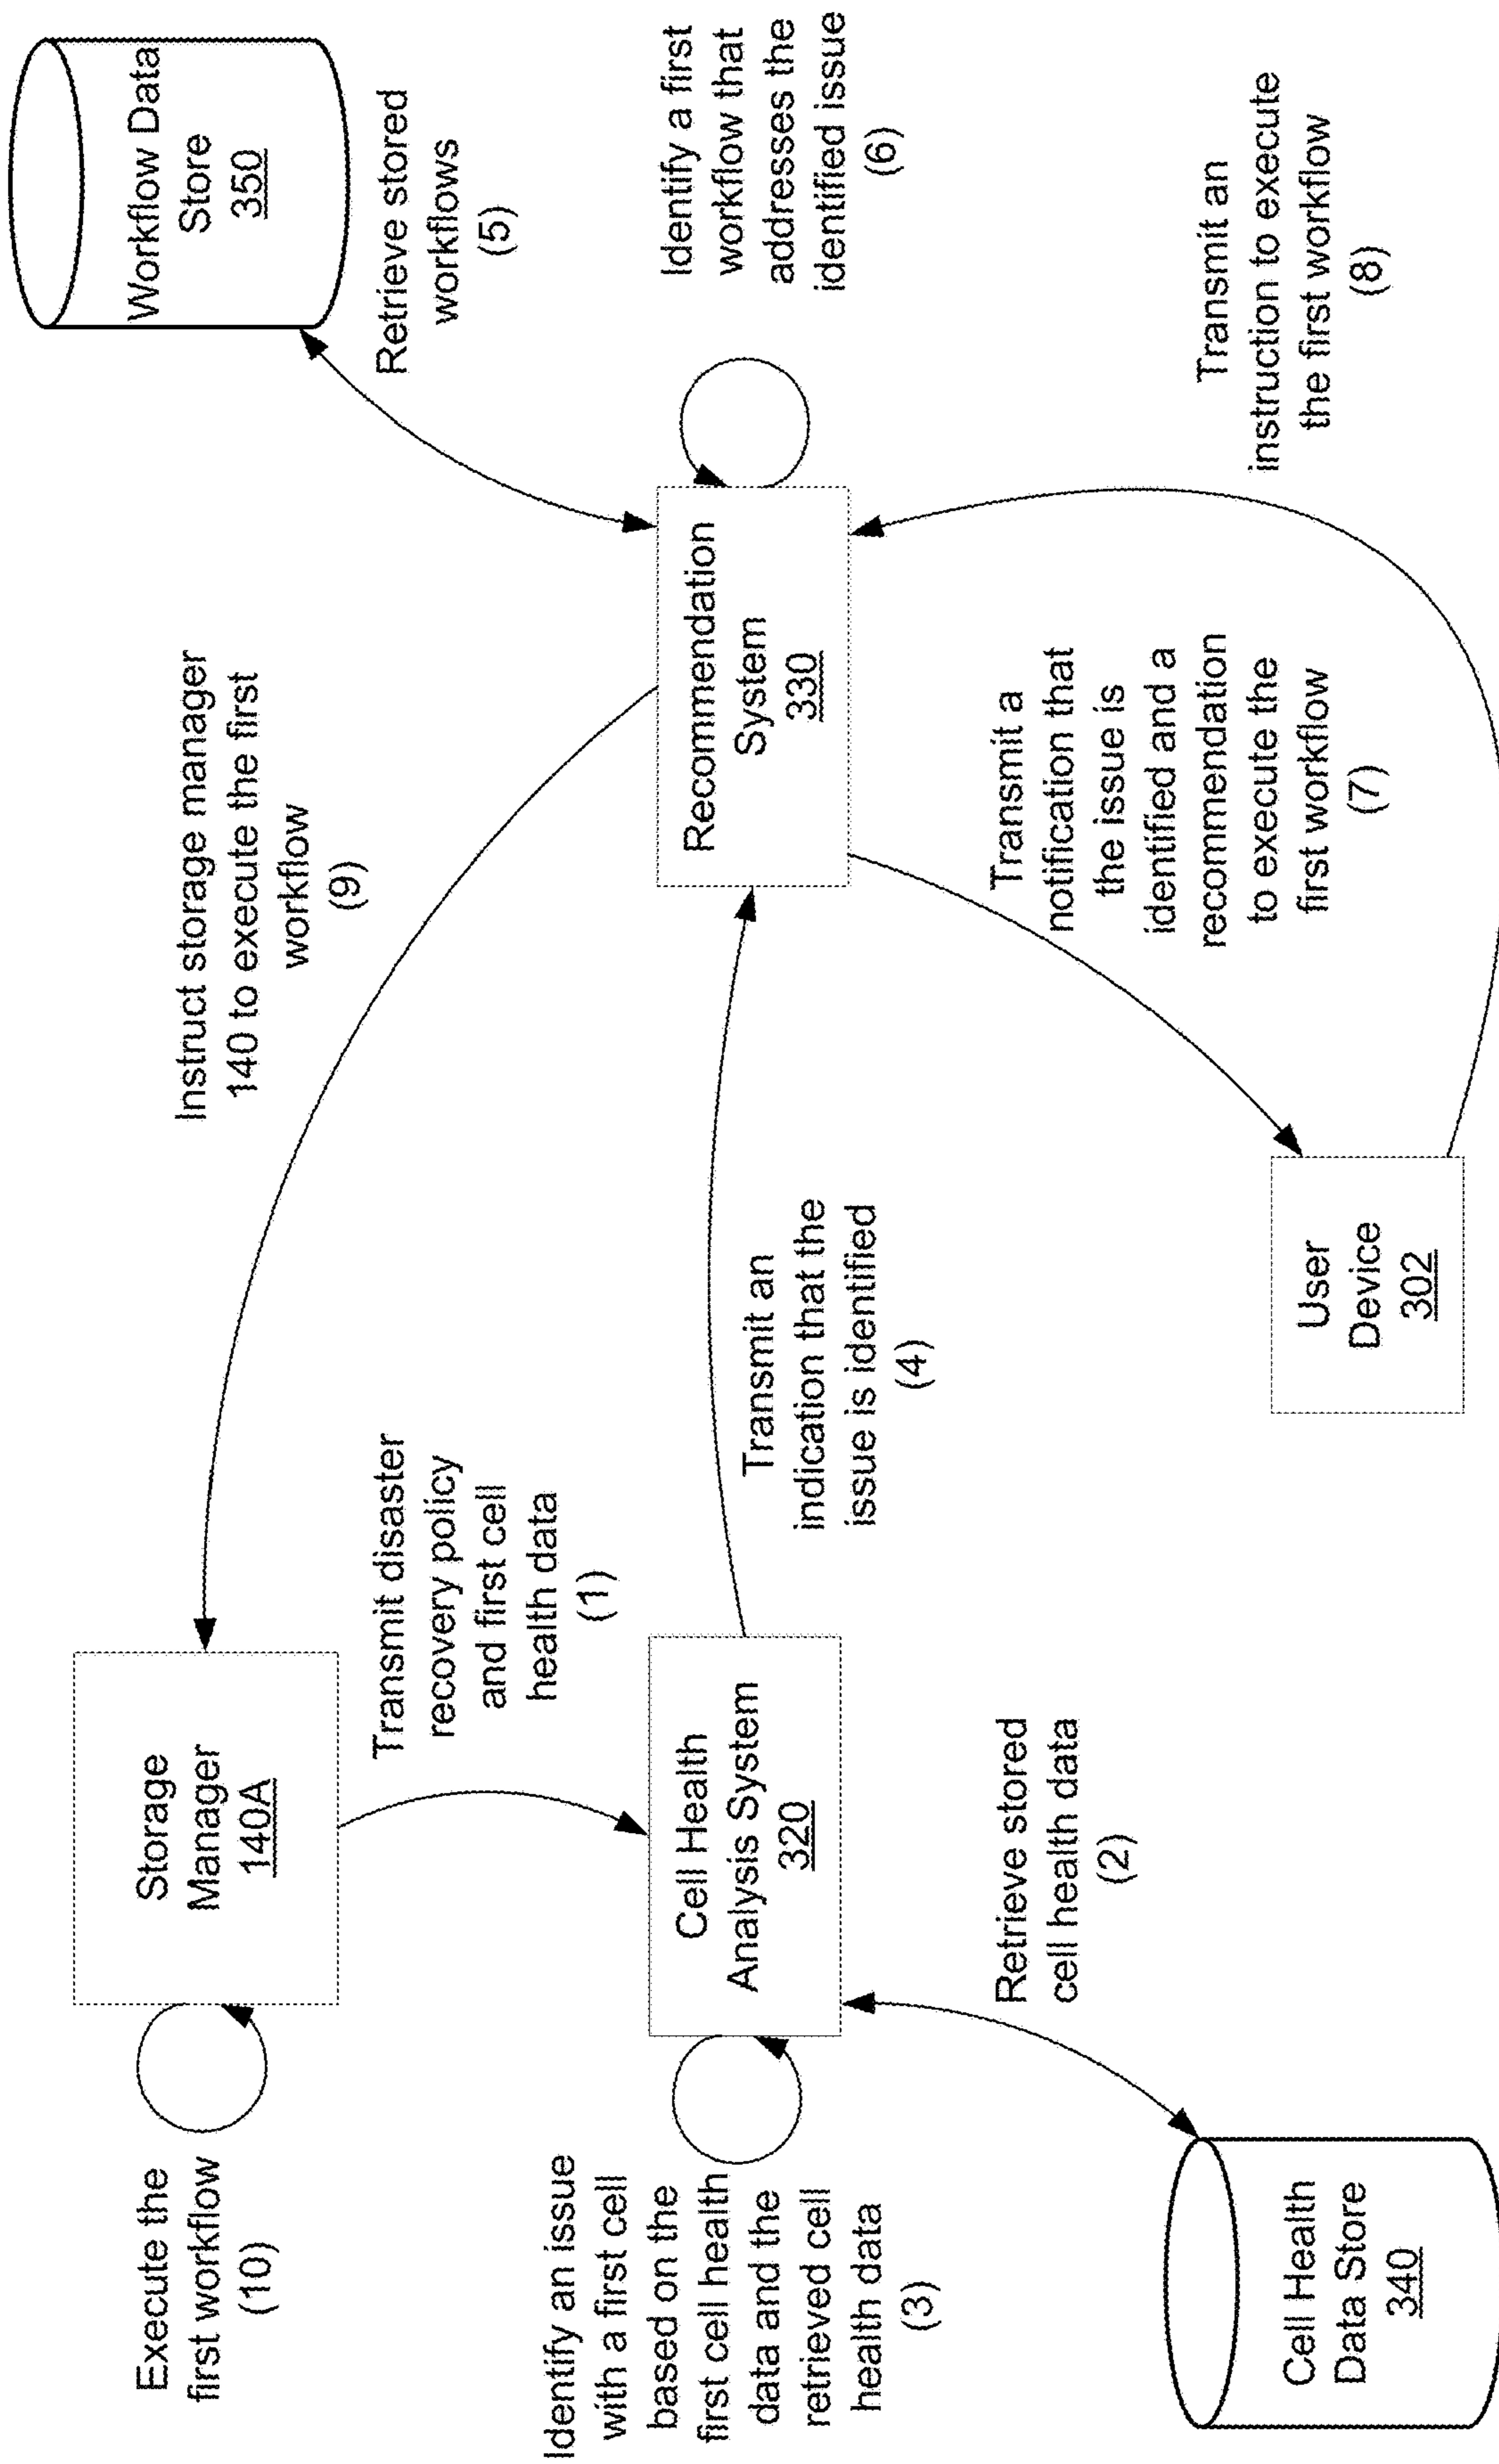 Execute the
first workflow
(10)
Storage
Manager
140A
Instruct storage manager
140 to execute the first
workflow
(9)
Workflow Data
Store
350
Transmit disaster
recovery policy
and first cell
health data
(1)
Retrieve stored
workflows
(5)
Identify an issue
with a first cell
based on the
first cell health
data and the
retrieved cell
health data
(3)
Cell Health
Analysis System
320
Transmit an
indication that the
issue is identified
(4)
Recommendation
System
330
Identify a first
workflow that
addresses the
identified issue
(6)
Retrieve stored
cell health data
(2)
Transmit a
notification that
the issue is
identified and a
recommendation
to execute the
first workflow
(7)
Transmit an
instruction to execute
the first workflow
(8)
Cell Health
Data Store
340
User
Device
302